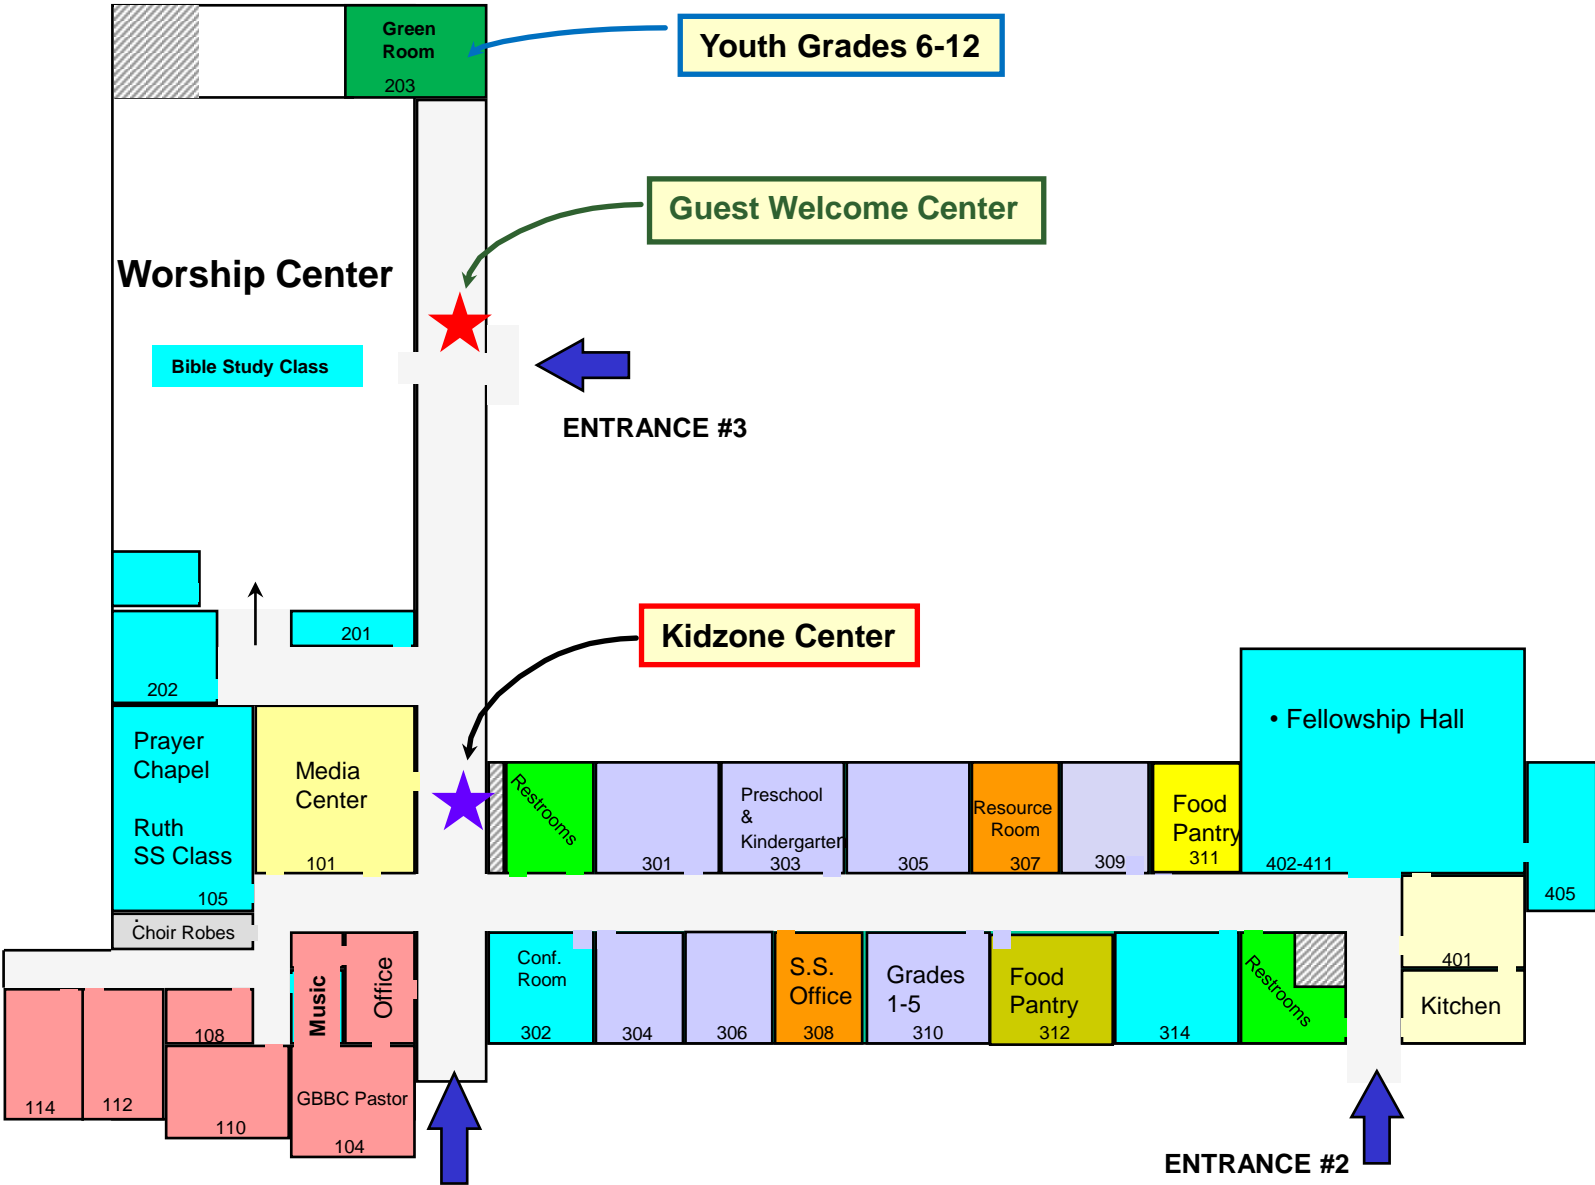 Green
Room
203
Youth Grades 6-12
Guest Welcome Center
Worship Center
Bible Study Class
ENTRANCE #3
201
202
Kidzone Center
Prayer
Chapel
Ruth
SS Class
105
Media
Center
101
Restrooms
301
Preschool
&
Kindergarten
303
305
Resource
Room
307
309
Food
Pantry
311
• Fellowship Hall
402-411
405
Choir Robes
Music
Office
Conf.
Room
302
304
306
S.S.
Office
308
Grades
1-5
310
Food
Pantry
312
314
Restrooms
401
Kitchen
108
114
112
110
GBBC Pastor
104
ENTRANCE #2